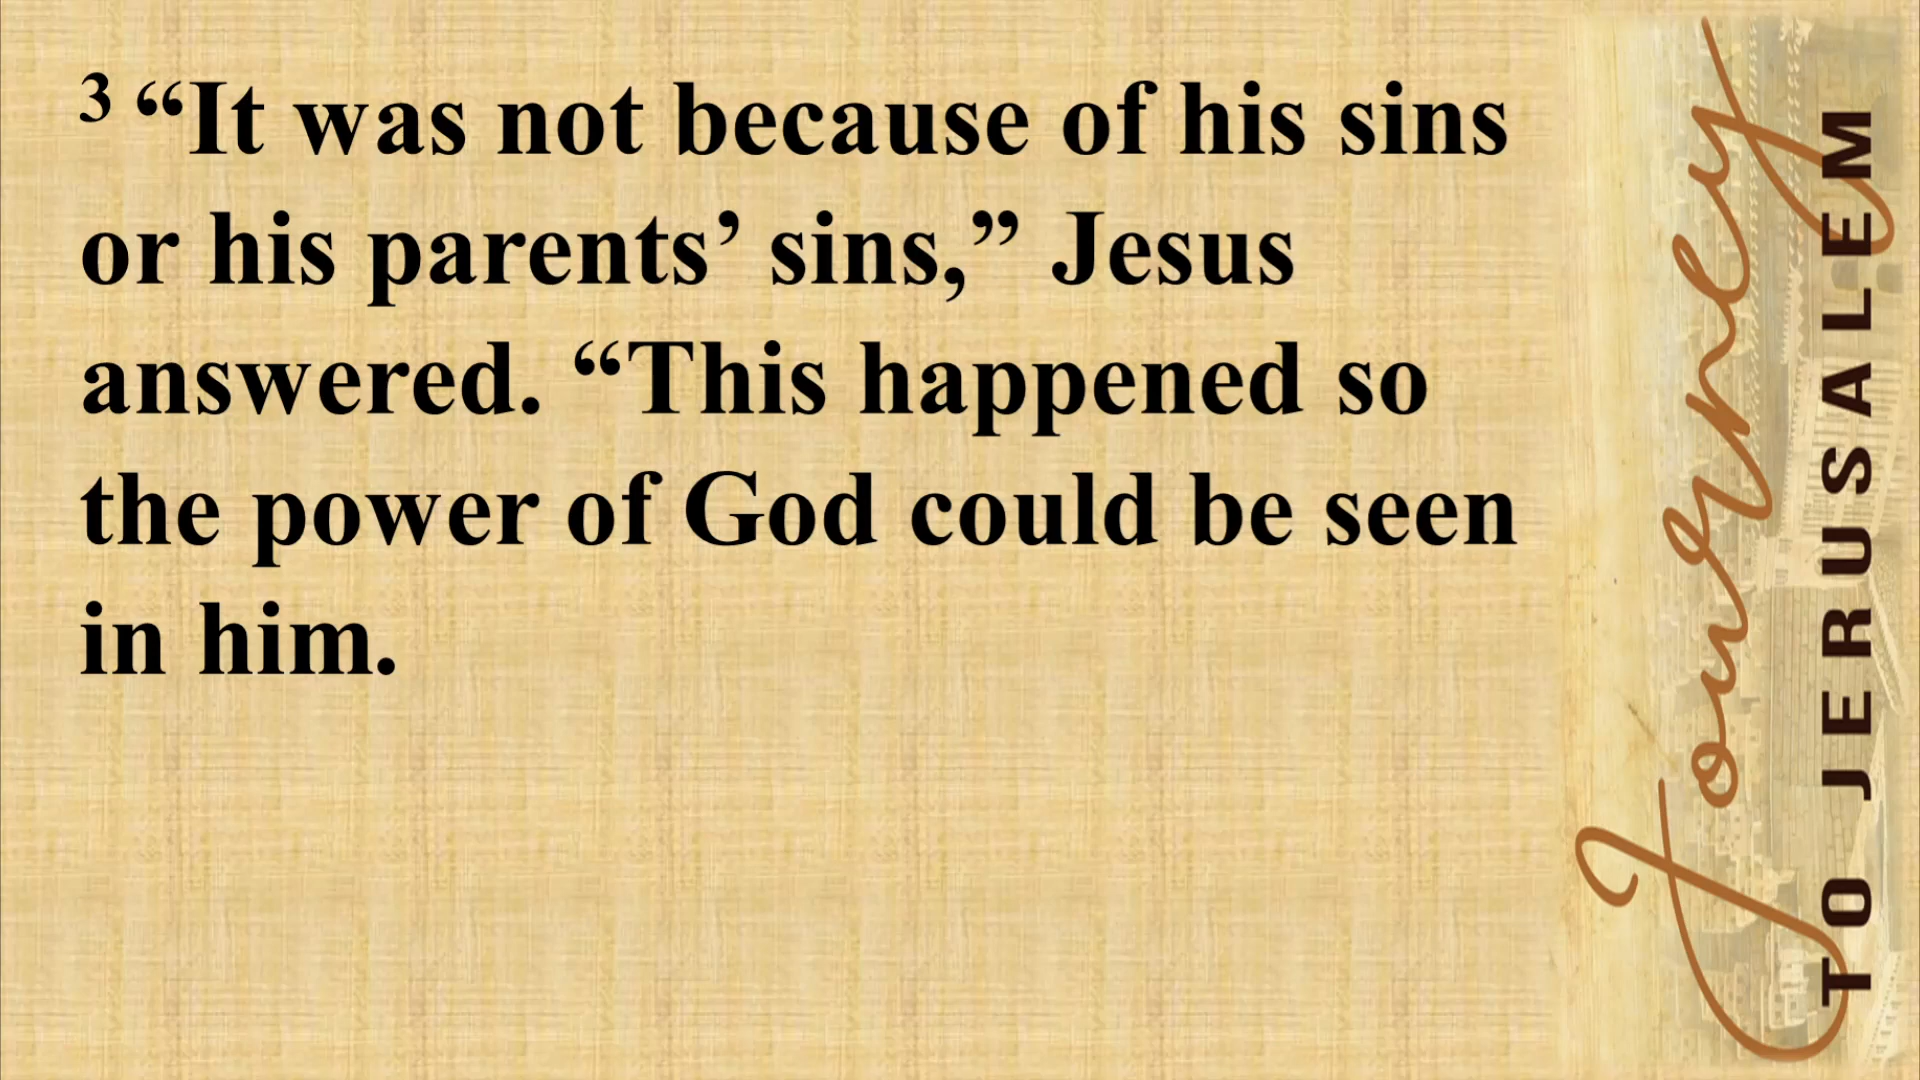 3 “It was not because of his sins
or his parents’ sins,” Jesus
answered. “This happened so
the power of God could be seen
in him.
Journey
TO JERUSALEM